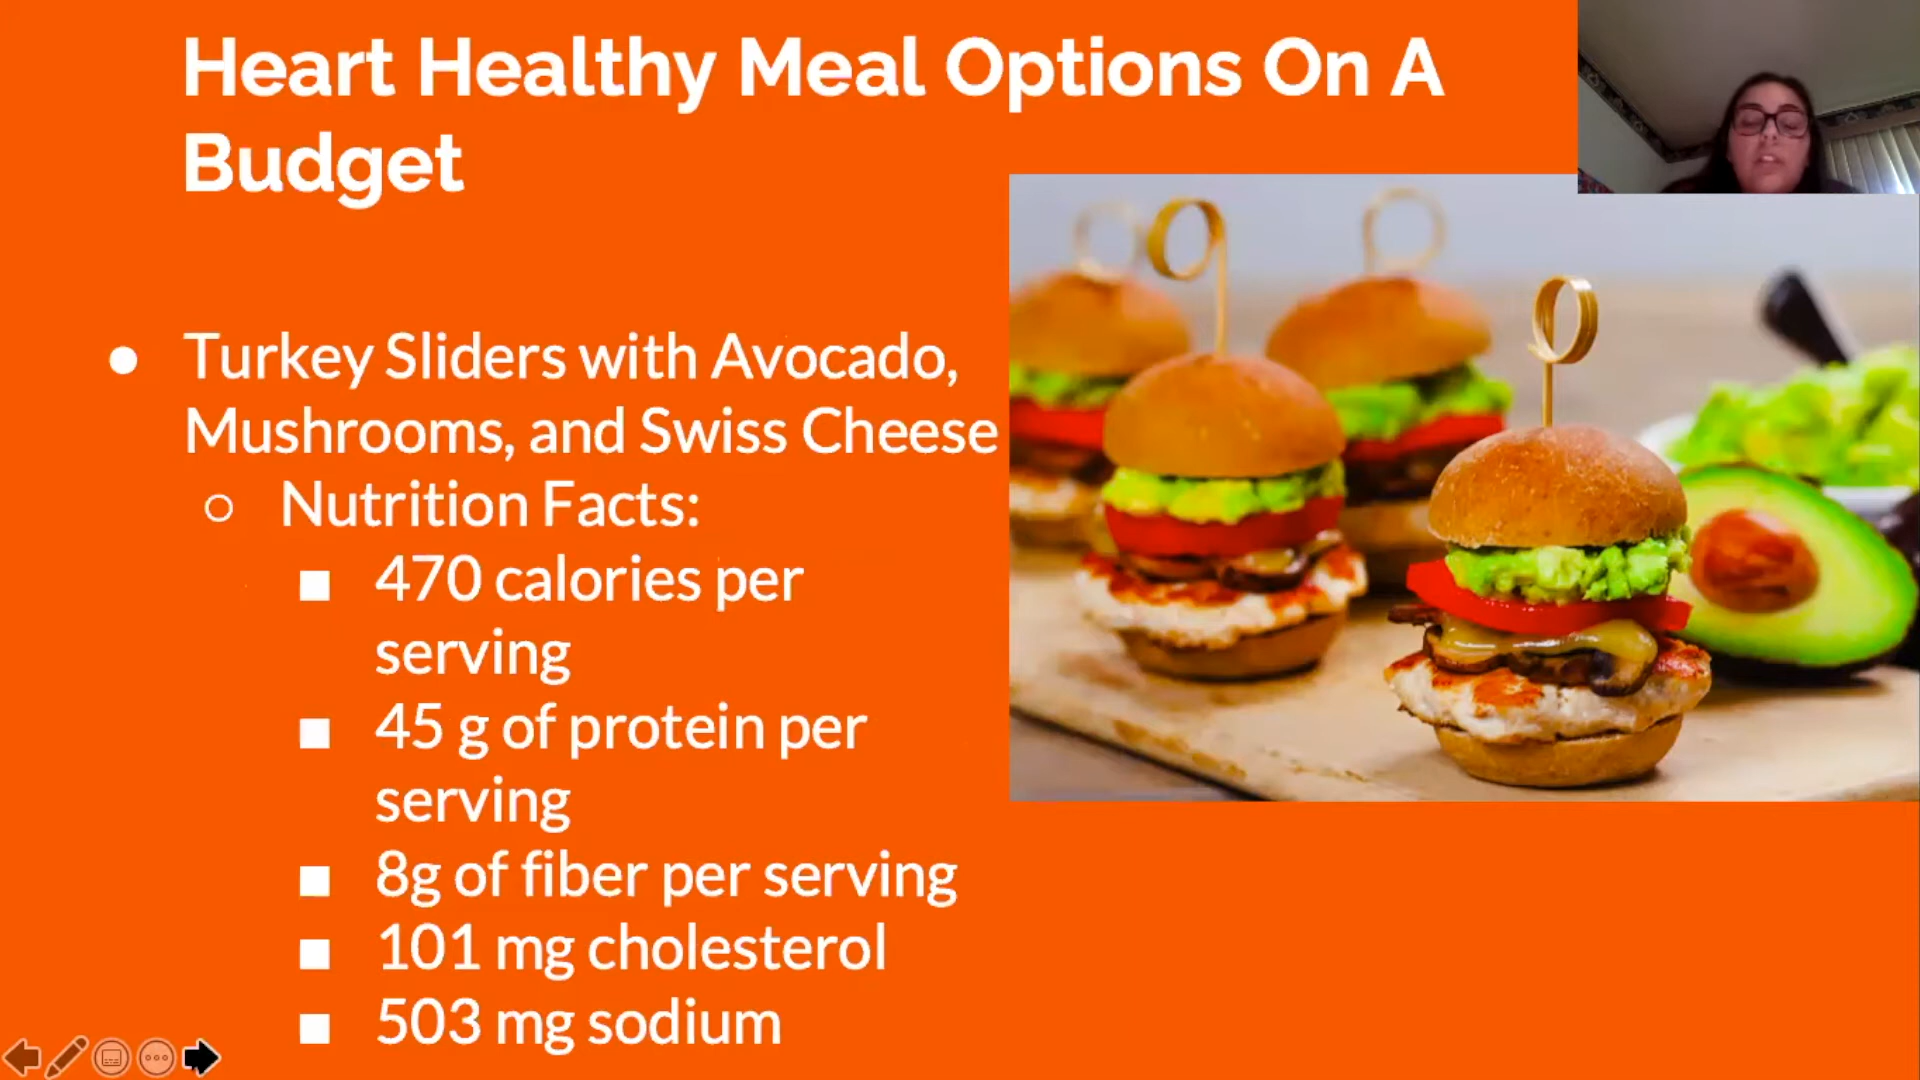 Heart Healthy Meal Options On A
Budget
● Turkey Sliders with Avocado,
Mushrooms, and Swiss Cheese
○ Nutrition Facts:
■ 470 calories per
serving
■ 45 g of protein per
serving
■ 8g of fiber per serving
■ 101 mg cholesterol
■ 503 mg sodium